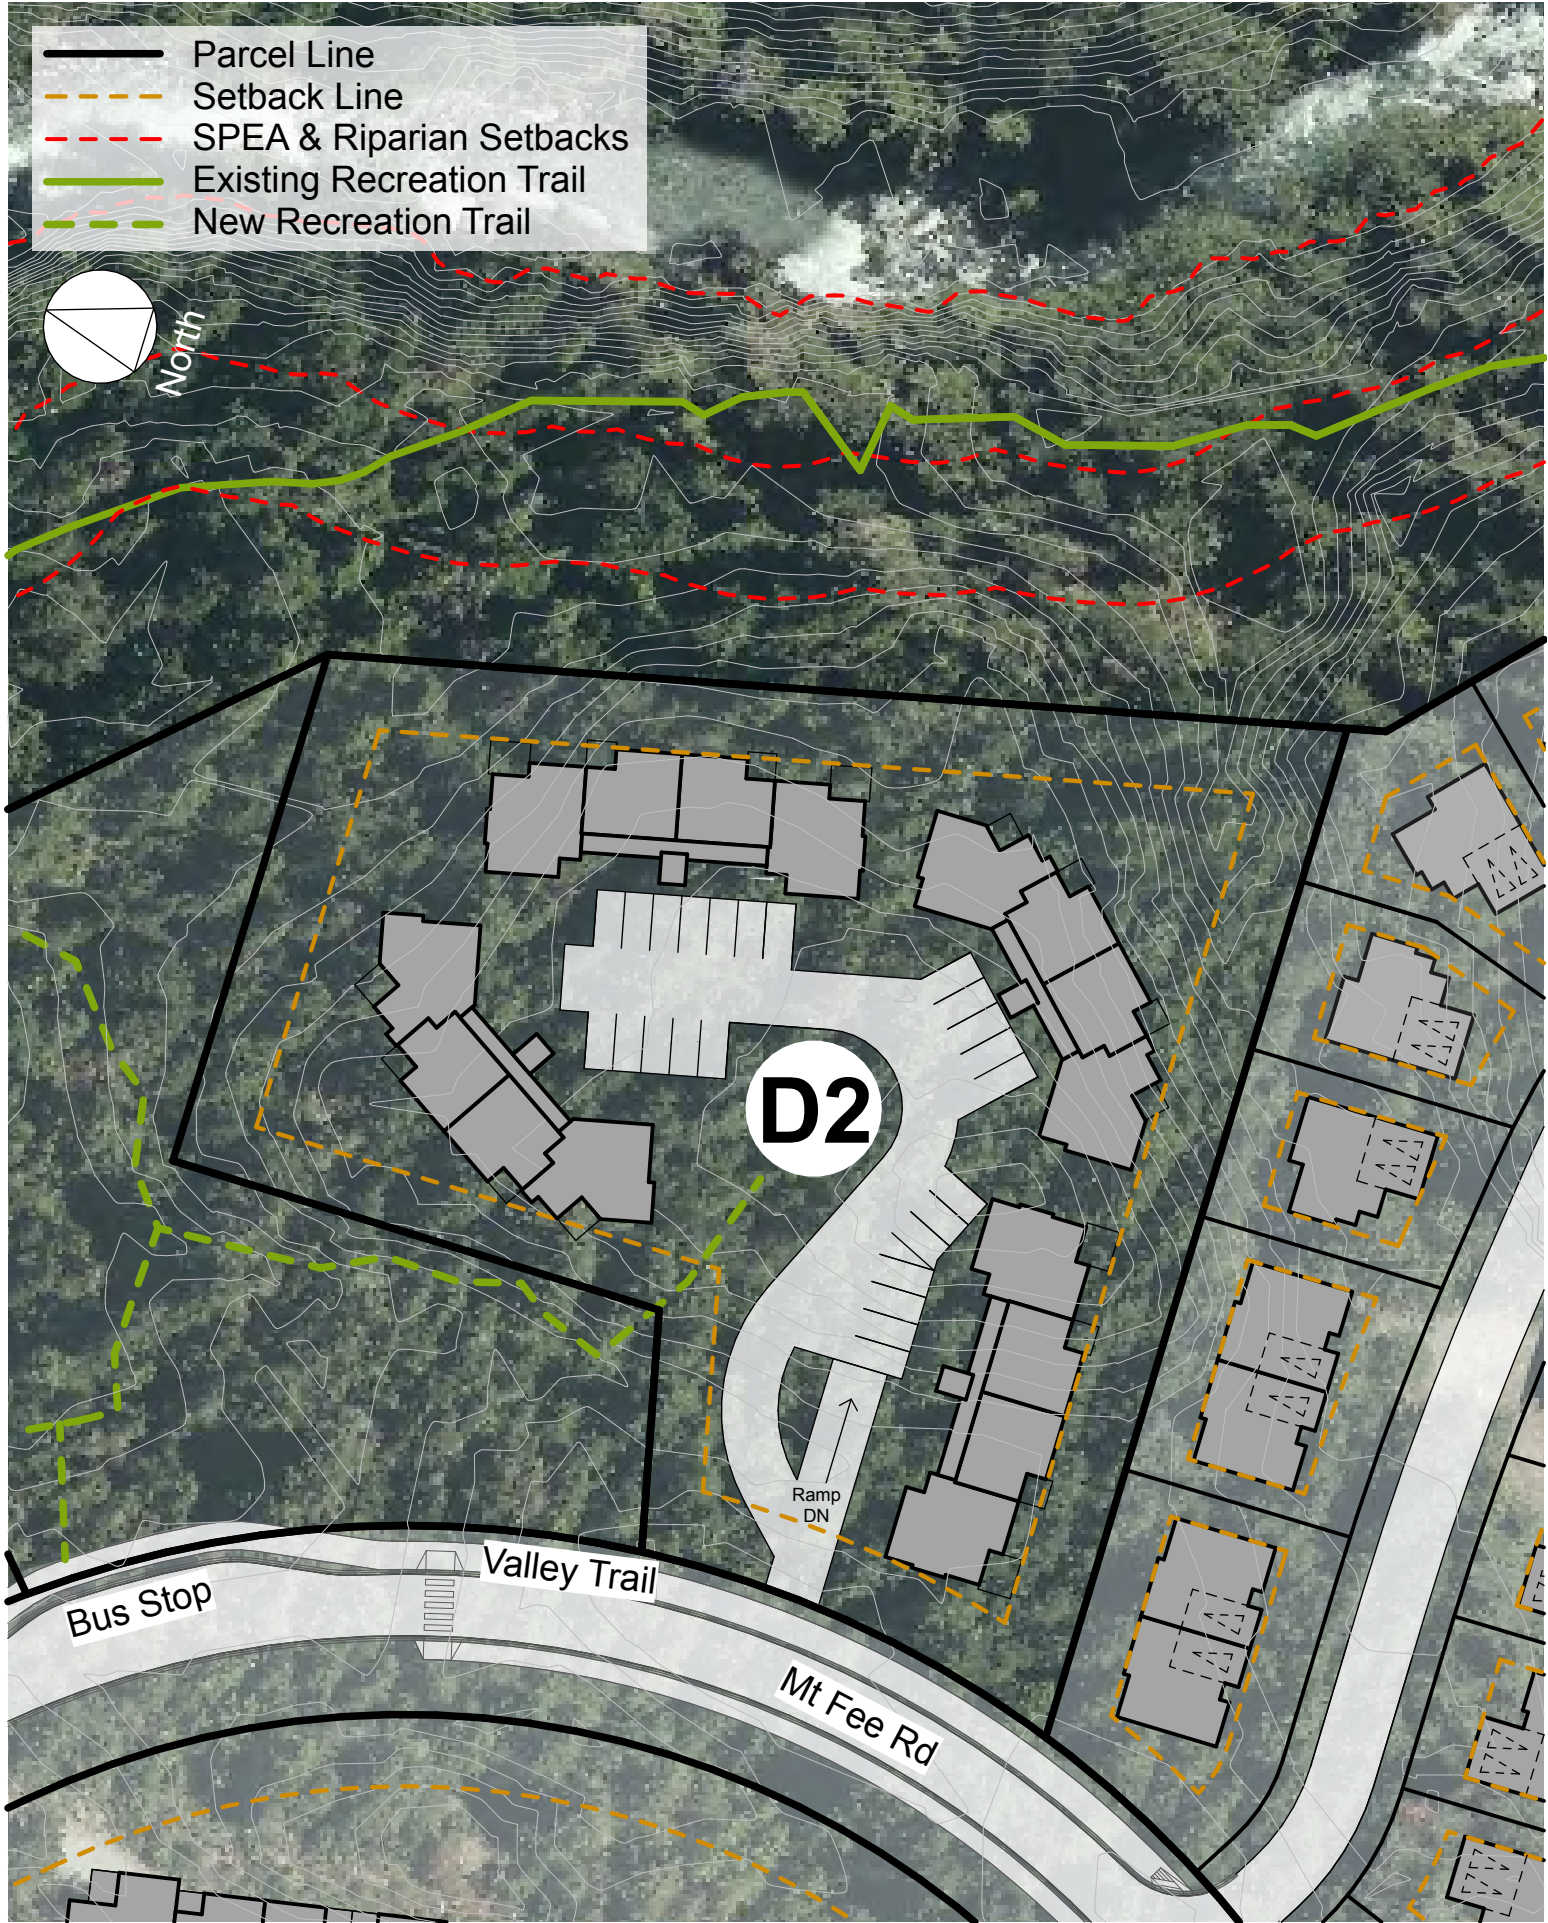 Parcel Line
Setback Line
SPEA & Riparian Setbacks
Existing Recreation Trail
New Recreation Trail
North
D2
Ramp
DN
Valley Trail
Bus Stop
Mt Fee Rd